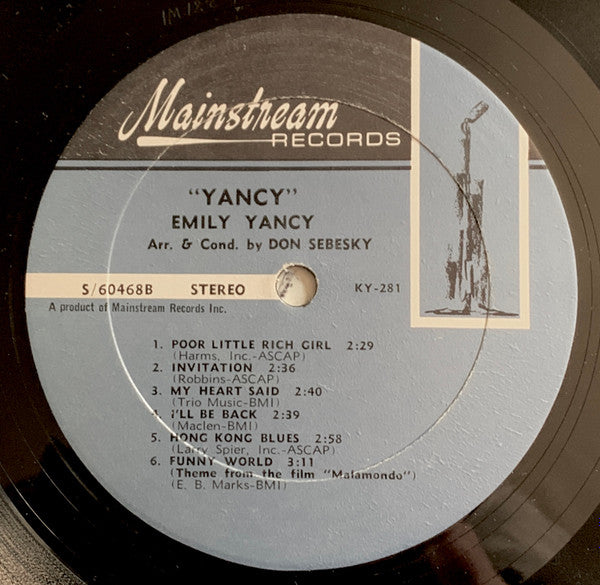 Mainstream
RECORDS
"YANCY"
EMILY YANCY
Arr. & Cond. by DON SEBESKY
S/60468B STEREO KY-281
A product of Mainstream Records Inc.
1. POOR LITTLE RICH GIRL 2:29
(Harms, Inc.-ASCAP)
2. INVITATION 2:36
(Robbins-ASCAP)
3. MY HEART SAID 2:40
(Trio Music-BMI)
4. I'LL BE BACK 2:39
(Maclen-BMI)
5. HONG KONG BLUES 2:58
(Larry Spier, Inc.-ASCAP)
6. FUNNY WORLD 3:11
(Theme from the film "Malamondo")
(E. B. Marks-BMI)